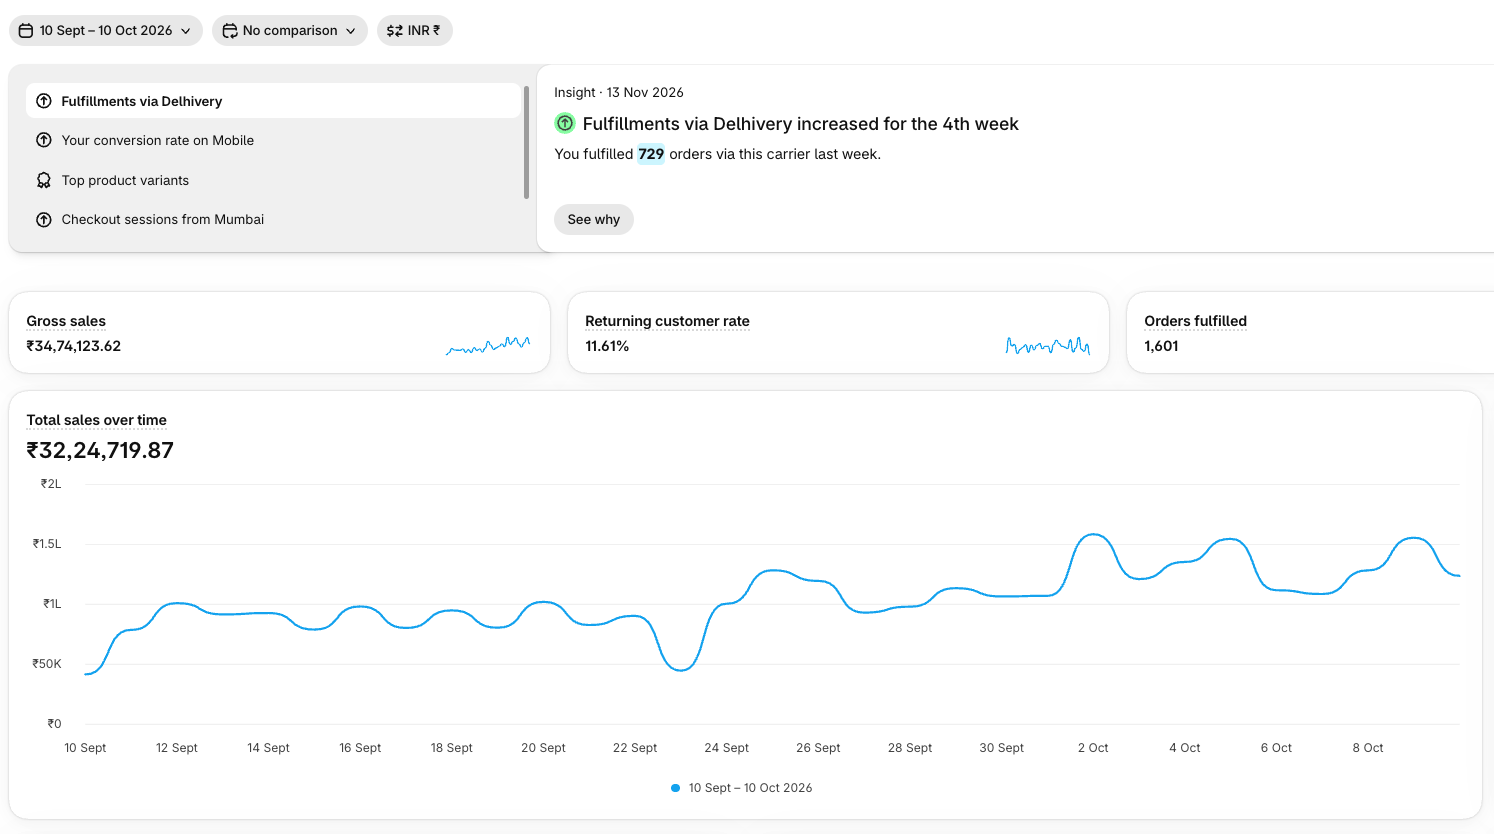 10 Sept – 10 Oct 2026
No comparison
INR ₹
Fulfillments via Delhivery
Your conversion rate on Mobile
Top product variants
Checkout sessions from Mumbai
Insight · 13 Nov 2026
Fulfillments via Delhivery increased for the 4th week
You fulfilled 729 orders via this carrier last week.
See why
Gross sales
₹34,74,123.62
Returning customer rate
11.61%
Orders fulfilled
1,601
Total sales over time
₹32,24,719.87
₹2L
₹1.5L
₹1L
₹50K
₹0
10 Sept 12 Sept 14 Sept 16 Sept 18 Sept 20 Sept 22 Sept 24 Sept 26 Sept 28 Sept 30 Sept 2 Oct 4 Oct 6 Oct 8 Oct
10 Sept – 10 Oct 2026